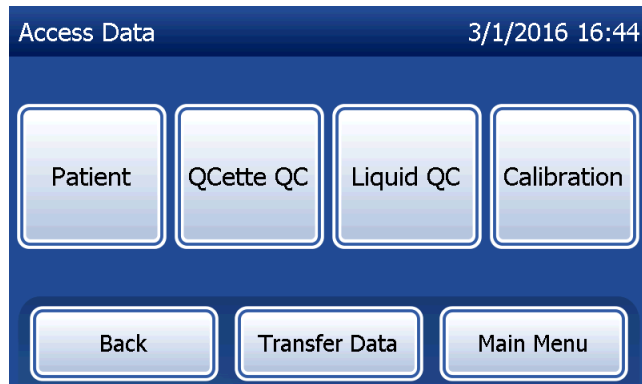 Access Data 3/1/2016 16:44
Patient QCette QC Liquid QC Calibration
Back Transfer Data Main Menu